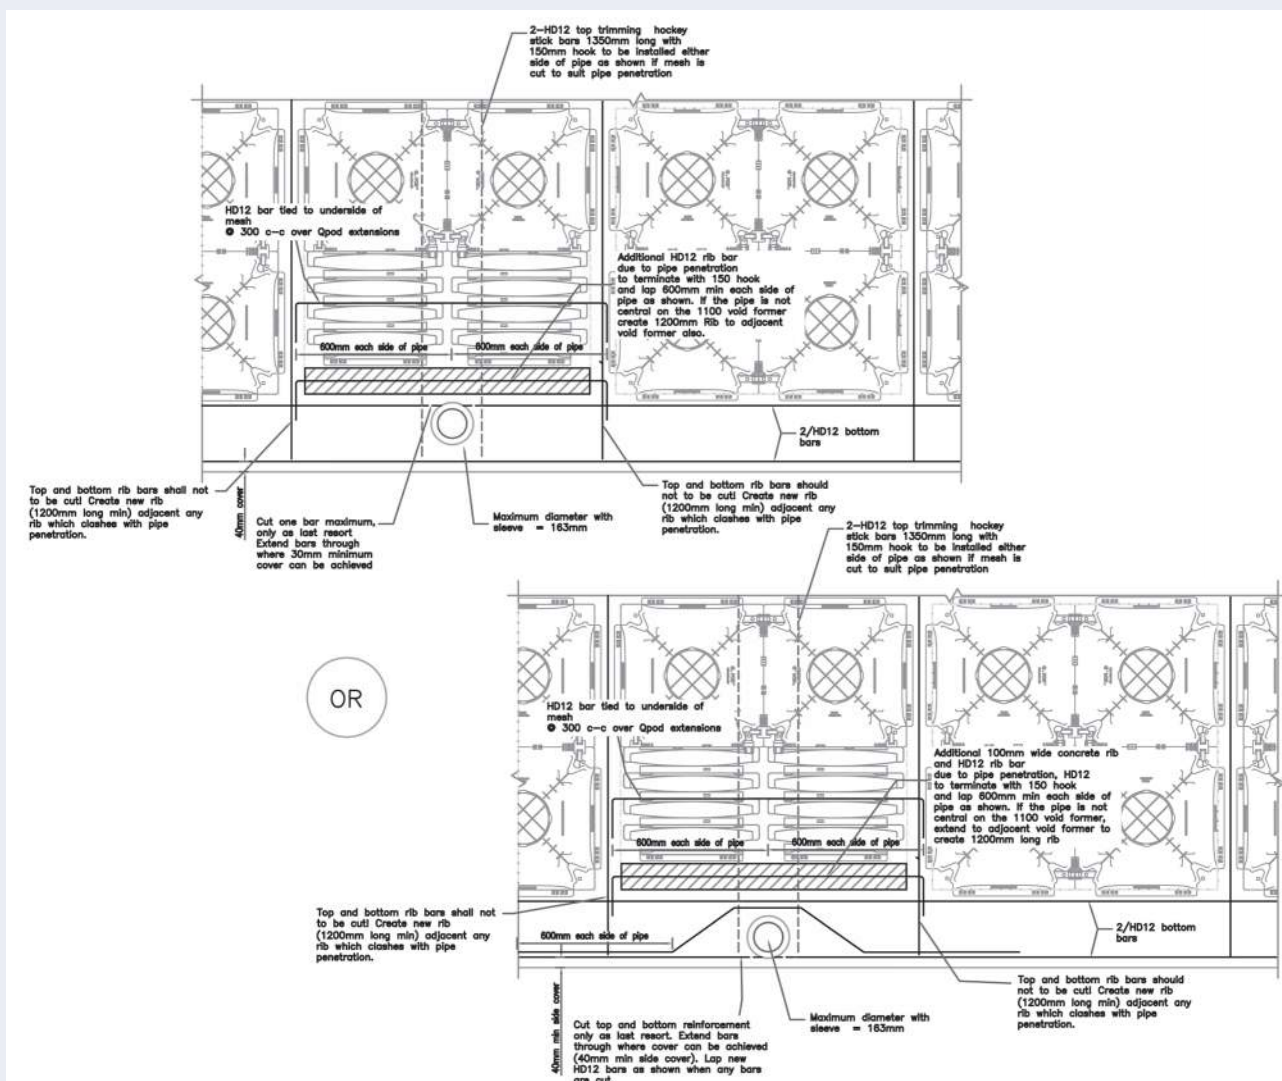 2-HD12 top trimming hockey
stick bars 1350mm long with
150mm hook to be installed either
side of pipe as shown if mesh is
cut to suit pipe penetration
HD12 bar tied to underside of
mesh
@ 300 c-c over Qpod extensions
Additional HD12 rib bar
due to pipe penetration
to terminate with 150 hook
and lap 600mm min each side of
pipe as shown. If the pipe is not
central on the 1100 void former
create 1200mm Rib to adjacent
void former also.
600mm each side of pipe
600mm each side of pipe
2/HD12 bottom
bars
Top and bottom rib bars shall not
to be cut! Create new rib
(1200mm long min) adjacent any
rib which clashes with pipe
penetration.
40mm cover
Cut one bar maximum,
only as last resort
Extend bars through
where 30mm minimum
cover can be achieved
Maximum diameter with
sleeve = 163mm
Top and bottom rib bars should
not to be cut! Create new rib
(1200mm long min) adjacent any
rib which clashes with pipe
penetration.
OR
2-HD12 top trimming hockey
stick bars 1350mm long with
150mm hook to be installed either
side of pipe as shown if mesh is
cut to suit pipe penetration
HD12 bar tied to underside of
mesh
@ 300 c-c over Qpod extensions
Additional 100mm wide concrete rib
and HD12 rib bar
due to pipe penetration, HD12
to terminate with 150 hook
and lap 600mm min each side of
pipe as shown. If the pipe is not
central on the 1100 void former,
extend to adjacent void former to
create 1200mm long rib
600mm each side of pipe
600mm each side of pipe
Top and bottom rib bars shall not
to be cut! Create new rib
(1200mm long min) adjacent any
rib which clashes with pipe
penetration.
600mm each side of pipe
2/HD12 bottom
bars
40mm min side cover
Cut top and bottom reinforcement
only as last resort. Extend bars
through where cover can be achieved
(40mm min side cover). Lap new
HD12 bars as shown when any bars
are cut
Maximum diameter with
sleeve = 163mm
Top and bottom rib bars should
not to be cut! Create new rib
(1200mm long min) adjacent any
rib which clashes with pipe
penetration.